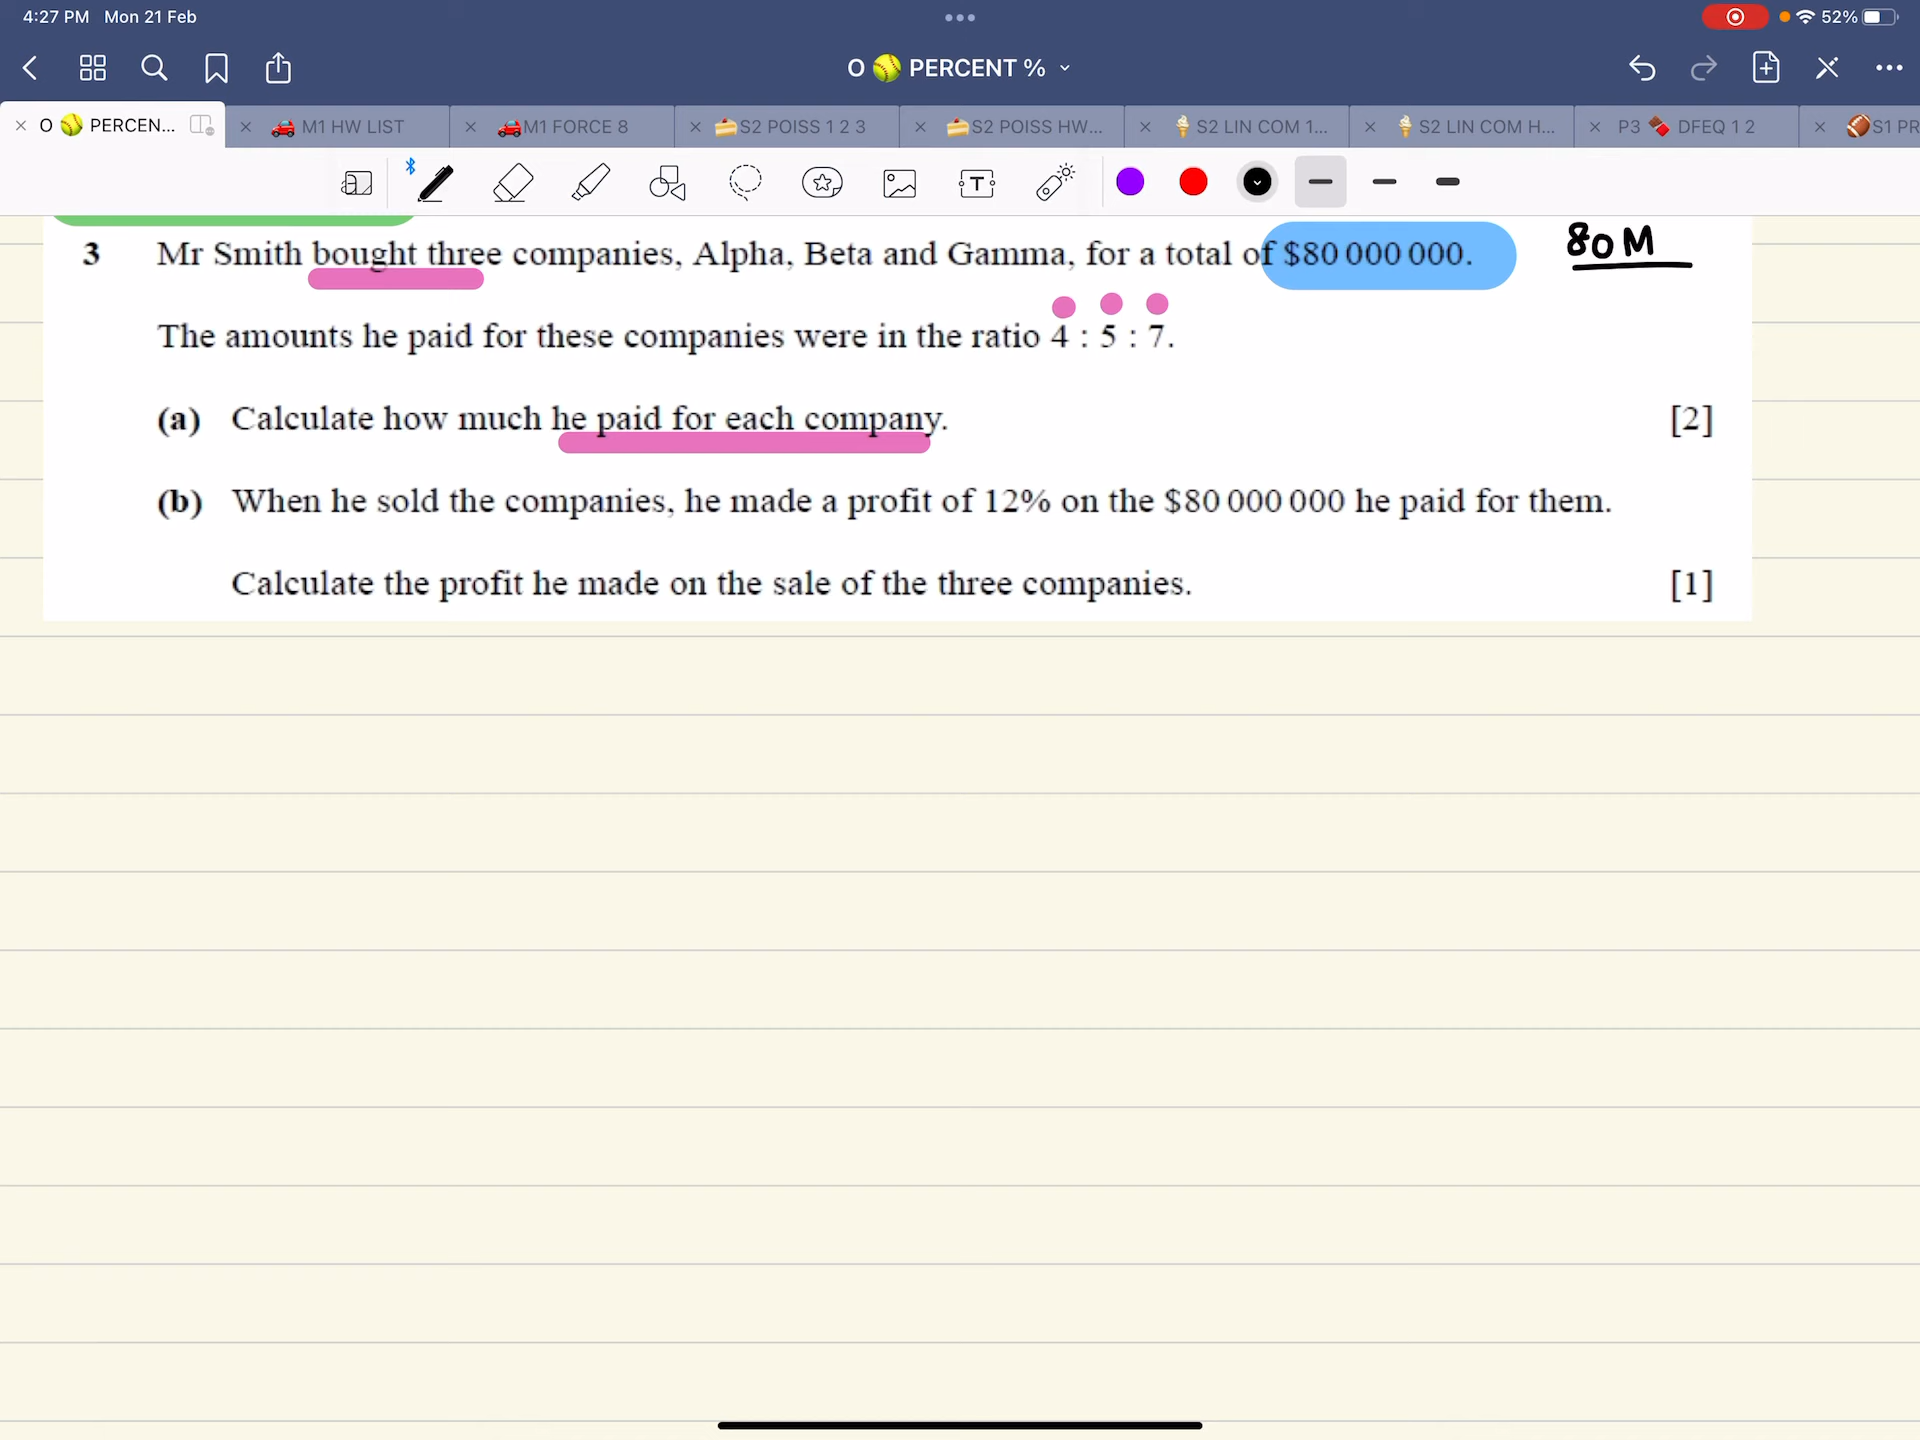 4:27 PM Mon 21 Feb 52%
O PERCENT %
O PERCEN... M1 HW LIST M1 FORCE 8 S2 POISS 1 2 3 S2 POISS HW... S2 LIN COM 1... S2 LIN COM H... P3 DFEQ 1 2 S1 PR
3 Mr Smith bought three companies, Alpha, Beta and Gamma, for a total of $80 000 000. 80M
The amounts he paid for these companies were in the ratio 4 : 5 : 7.
(a) Calculate how much he paid for each company. [2]
(b) When he sold the companies, he made a profit of 12% on the $80 000 000 he paid for them.
Calculate the profit he made on the sale of the three companies. [1]